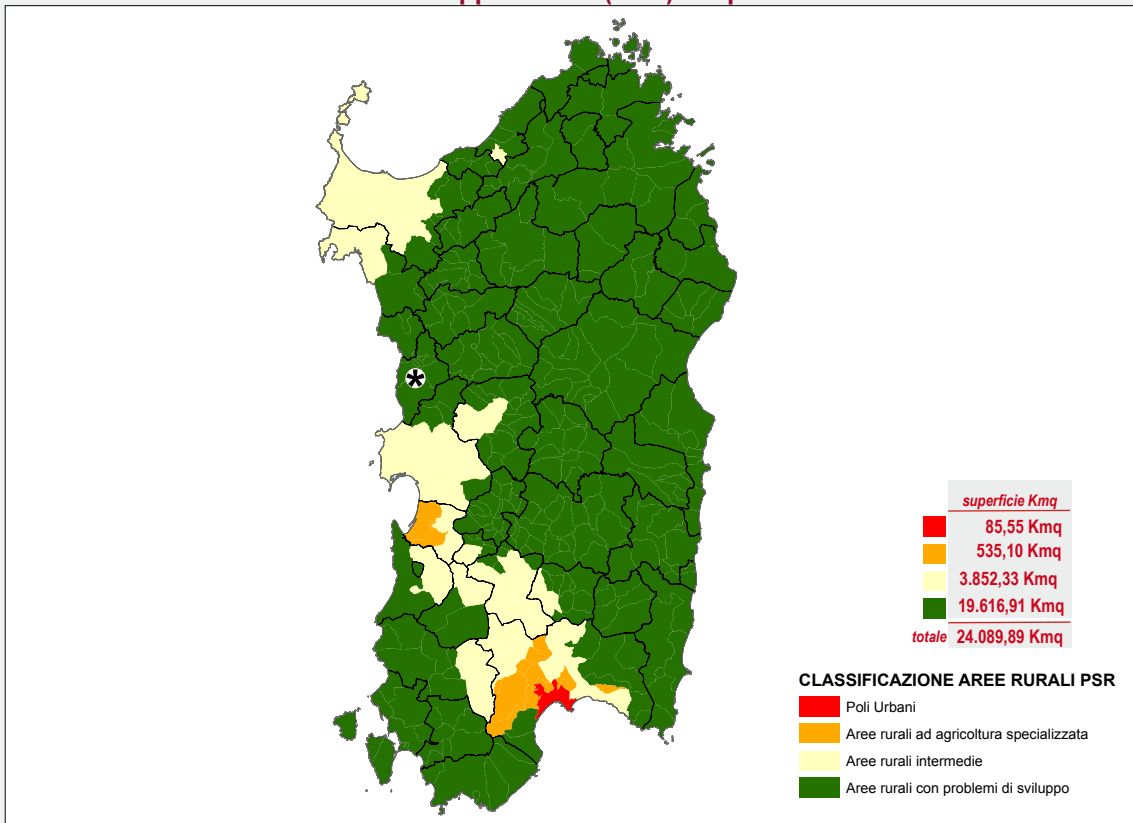 superficie Kmq
85,55 Kmq
535,10 Kmq
3.852,33 Kmq
19.616,91 Kmq
totale 24.089,89 Kmq
CLASSIFICAZIONE AREE RURALI PSR
Poli Urbani
Aree rurali ad agricoltura specializzata
Aree rurali intermedie
Aree rurali con problemi di sviluppo